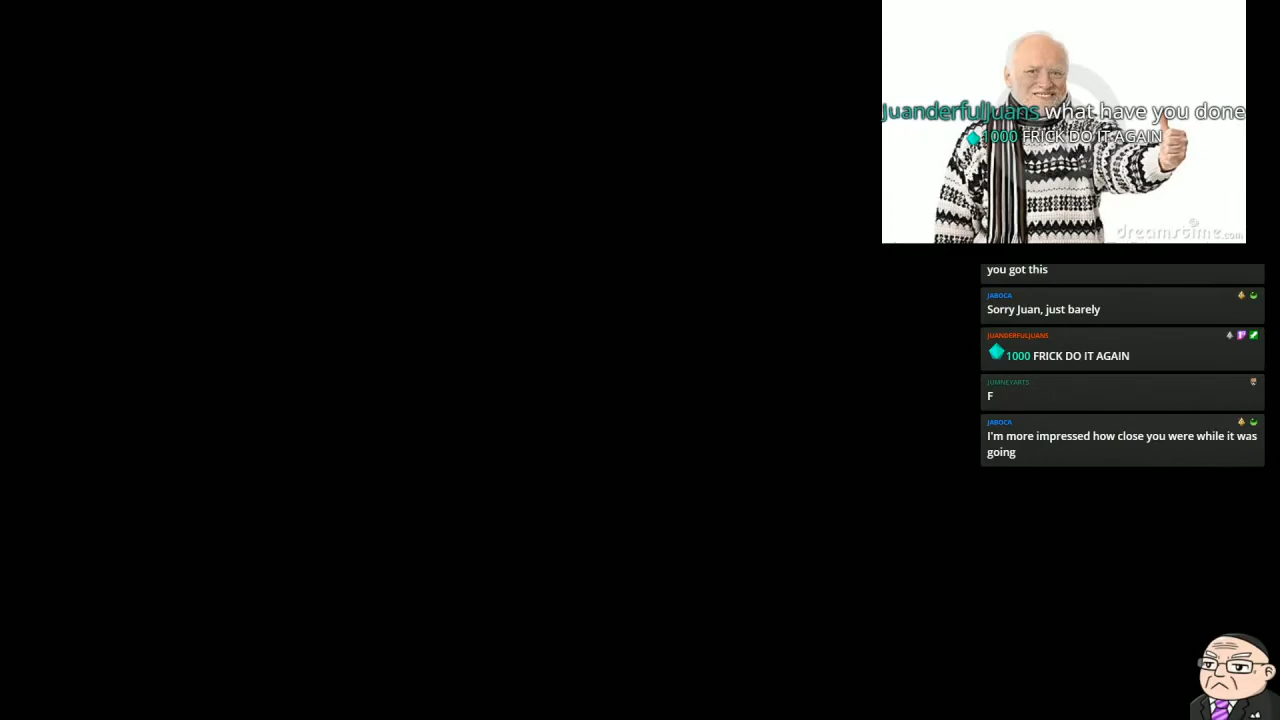 JuanderfulJuans what have you done
1000 FRICK DO IT AGAIN
dreamstime.com
you got this
JABOCA
Sorry Juan, just barely
JUANDERFULJUANS
1000 FRICK DO IT AGAIN
JUMNEYARTS
F
JABOCA
I'm more impressed how close you were while it was
going